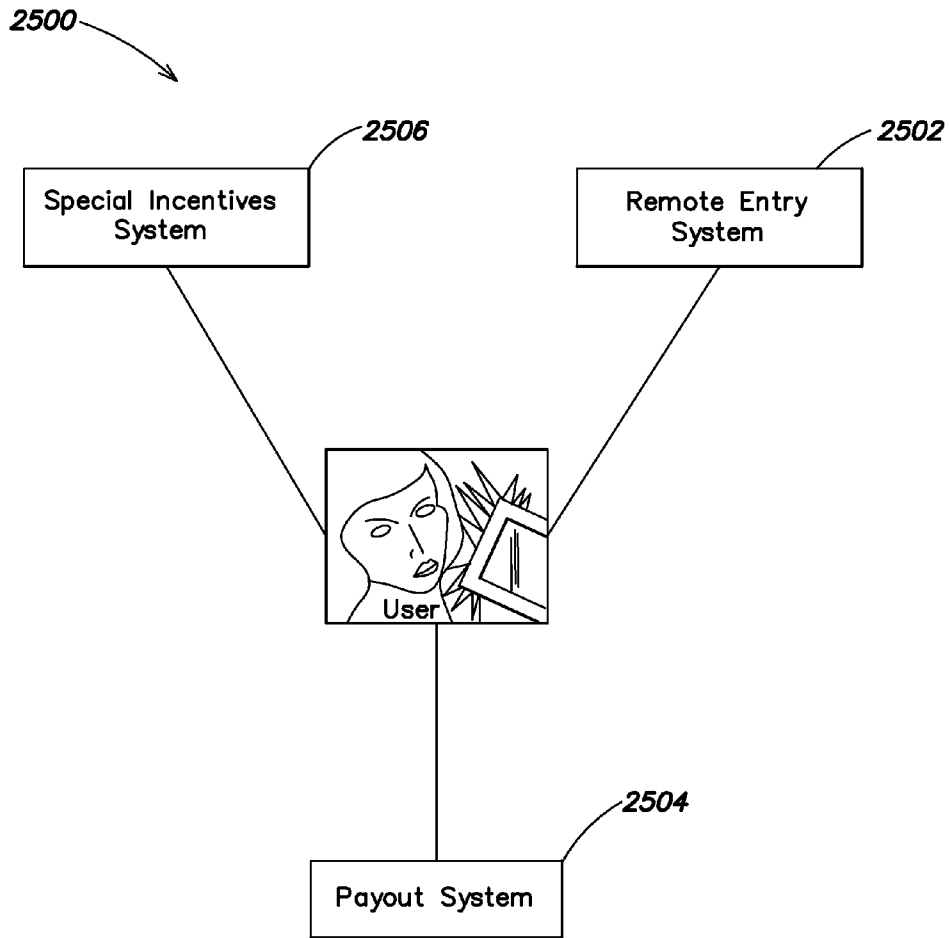 2500
2506
2502
Special Incentives
System
Remote Entry
System
User
2504
Payout System